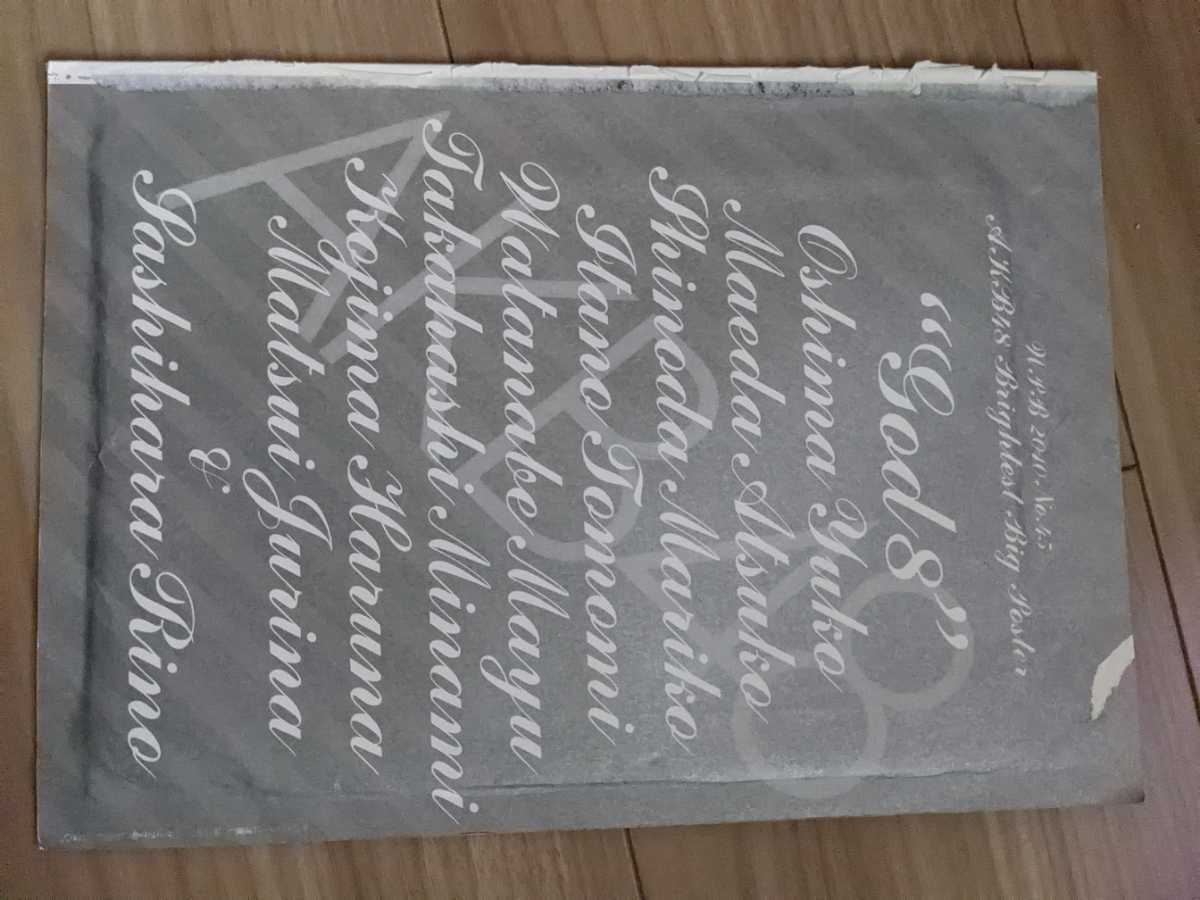 W.P.B 2010. No.45
AKB48 Brightest Big Poster
“God 8”
Oshima Yuko
Maeda Atsuko
Shinoda Mariko
Itano Tomomi
Watanabe Mayu
Takahashi Minami
Kojima Haruna
Matsui Jurina
&
Sashihara Rino
AKB48